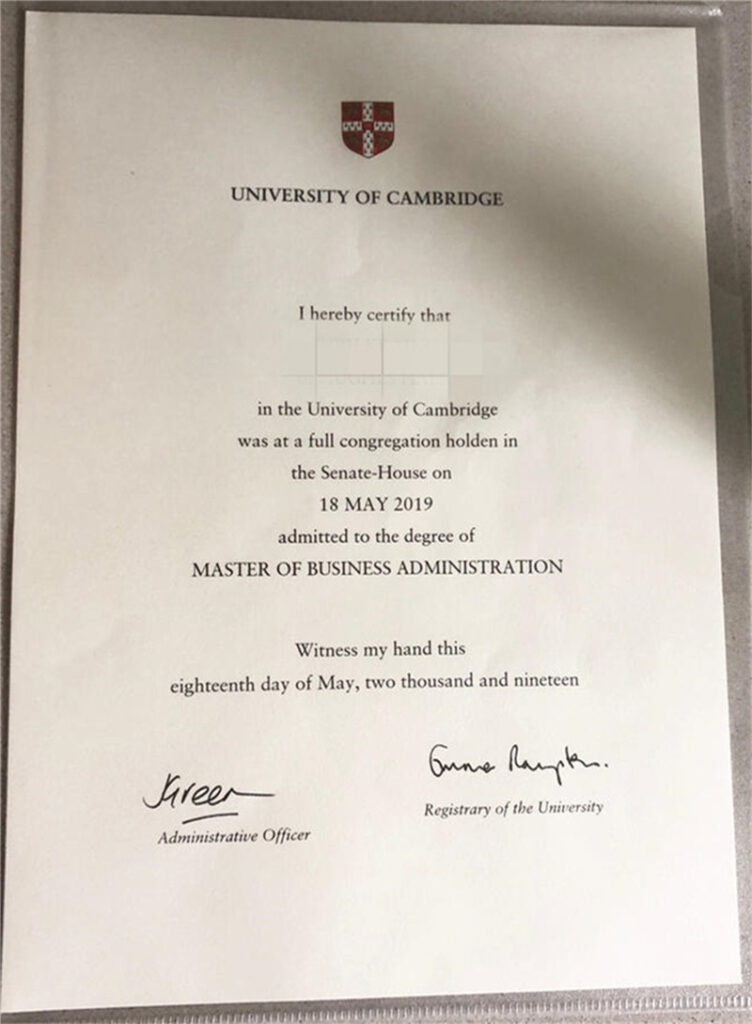 UNIVERSITY OF CAMBRIDGE
I hereby certify that
in the University of Cambridge
was at a full congregation holden in
the Senate-House on
18 MAY 2019
admitted to the degree of
MASTER OF BUSINESS ADMINISTRATION
Witness my hand this
eighteenth day of May, two thousand and nineteen
JGreen
Administrative Officer
Registrary of the University